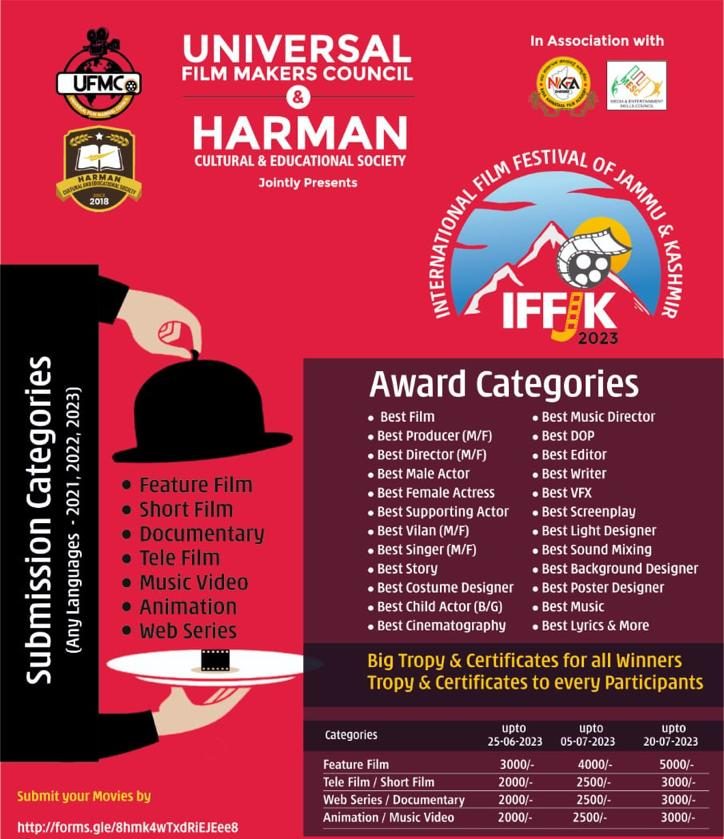 UFMC
UNIVERSAL
FILM MAKERS COUNCIL
&
HARMAN
CULTURAL & EDUCATIONAL SOCIETY
Jointly Presents
In Association with
MESC
MEDIA & ENTERTAINMENT
SKILLS COUNCIL
HARMAN
CULTURAL AND EDUCATIONAL SOCIETY
SINCE
2018
INTERNATIONAL FILM FESTIVAL OF JAMMU & KASHMIR
IFFJK
2023
Submission Categories
(Any Languages - 2021, 2022, 2023)
• Feature Film
• Short Film
• Documentary
• Tele Film
• Music Video
• Animation
• Web Series
Award Categories
• Best Film
• Best Producer (M/F)
• Best Director (M/F)
• Best Male Actor
• Best Female Actress
• Best Supporting Actor
• Best Vilan (M/F)
• Best Singer (M/F)
• Best Story
• Best Costume Designer
• Best Child Actor (B/G)
• Best Cinematography
• Best Music Director
• Best DOP
• Best Editor
• Best Writer
• Best VFX
• Best Screenplay
• Best Light Designer
• Best Sound Mixing
• Best Background Designer
• Best Poster Designer
• Best Music
• Best Lyrics & More
Big Tropy & Certificates for all Winners
Tropy & Certificates to every Participants
Categories upto 25-06-2023 upto 05-07-2023 upto 20-07-2023
Feature Film 3000/- 4000/- 5000/-
Tele Film / Short Film 2000/- 2500/- 3000/-
Web Series / Documentary 2000/- 2500/- 3000/-
Animation / Music Video 2000/- 2500/- 3000/-
Submit your Movies by
http://forms.gle/8hmk4wTxdRiEJEee8